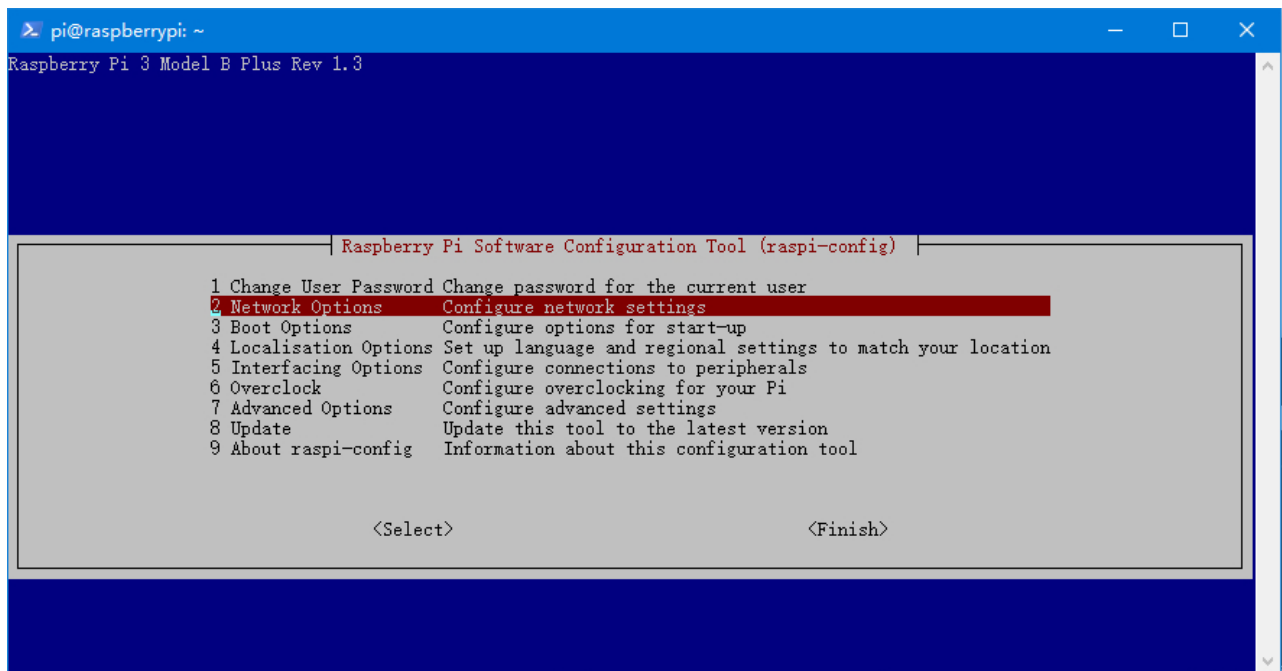 pi@raspberrypi: ~
Raspberry Pi 3 Model B Plus Rev 1.3
Raspberry Pi Software Configuration Tool (raspi-config)
1 Change User Password Change password for the current user
2 Network Options Configure network settings
3 Boot Options Configure options for start-up
4 Localisation Options Set up language and regional settings to match your location
5 Interfacing Options Configure connections to peripherals
6 Overclock Configure overclocking for your Pi
7 Advanced Options Configure advanced settings
8 Update Update this tool to the latest version
9 About raspi-config Information about this configuration tool
<Select> <Finish>